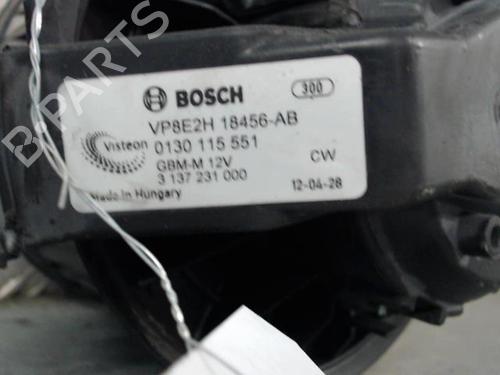 BOSCH
300
VP8E2H 18456-AB
Visteon
0130 115 551
GBM-M 12V
CW
3 137 231 000
12-04-28
Made in Hungary
B-PARTS